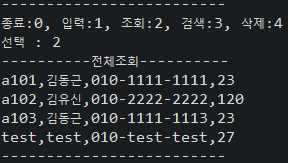 -------------------------
종료:0, 입력:1, 조회:2, 검색:3, 삭제:4
선택 : 2
----------전체조회----------
a101,김동근,010-1111-1111,23
a102,김유신,010-2222-2222,120
a103,김동근,010-1111-1113,23
test,test,010-test-test,27
-------------------------